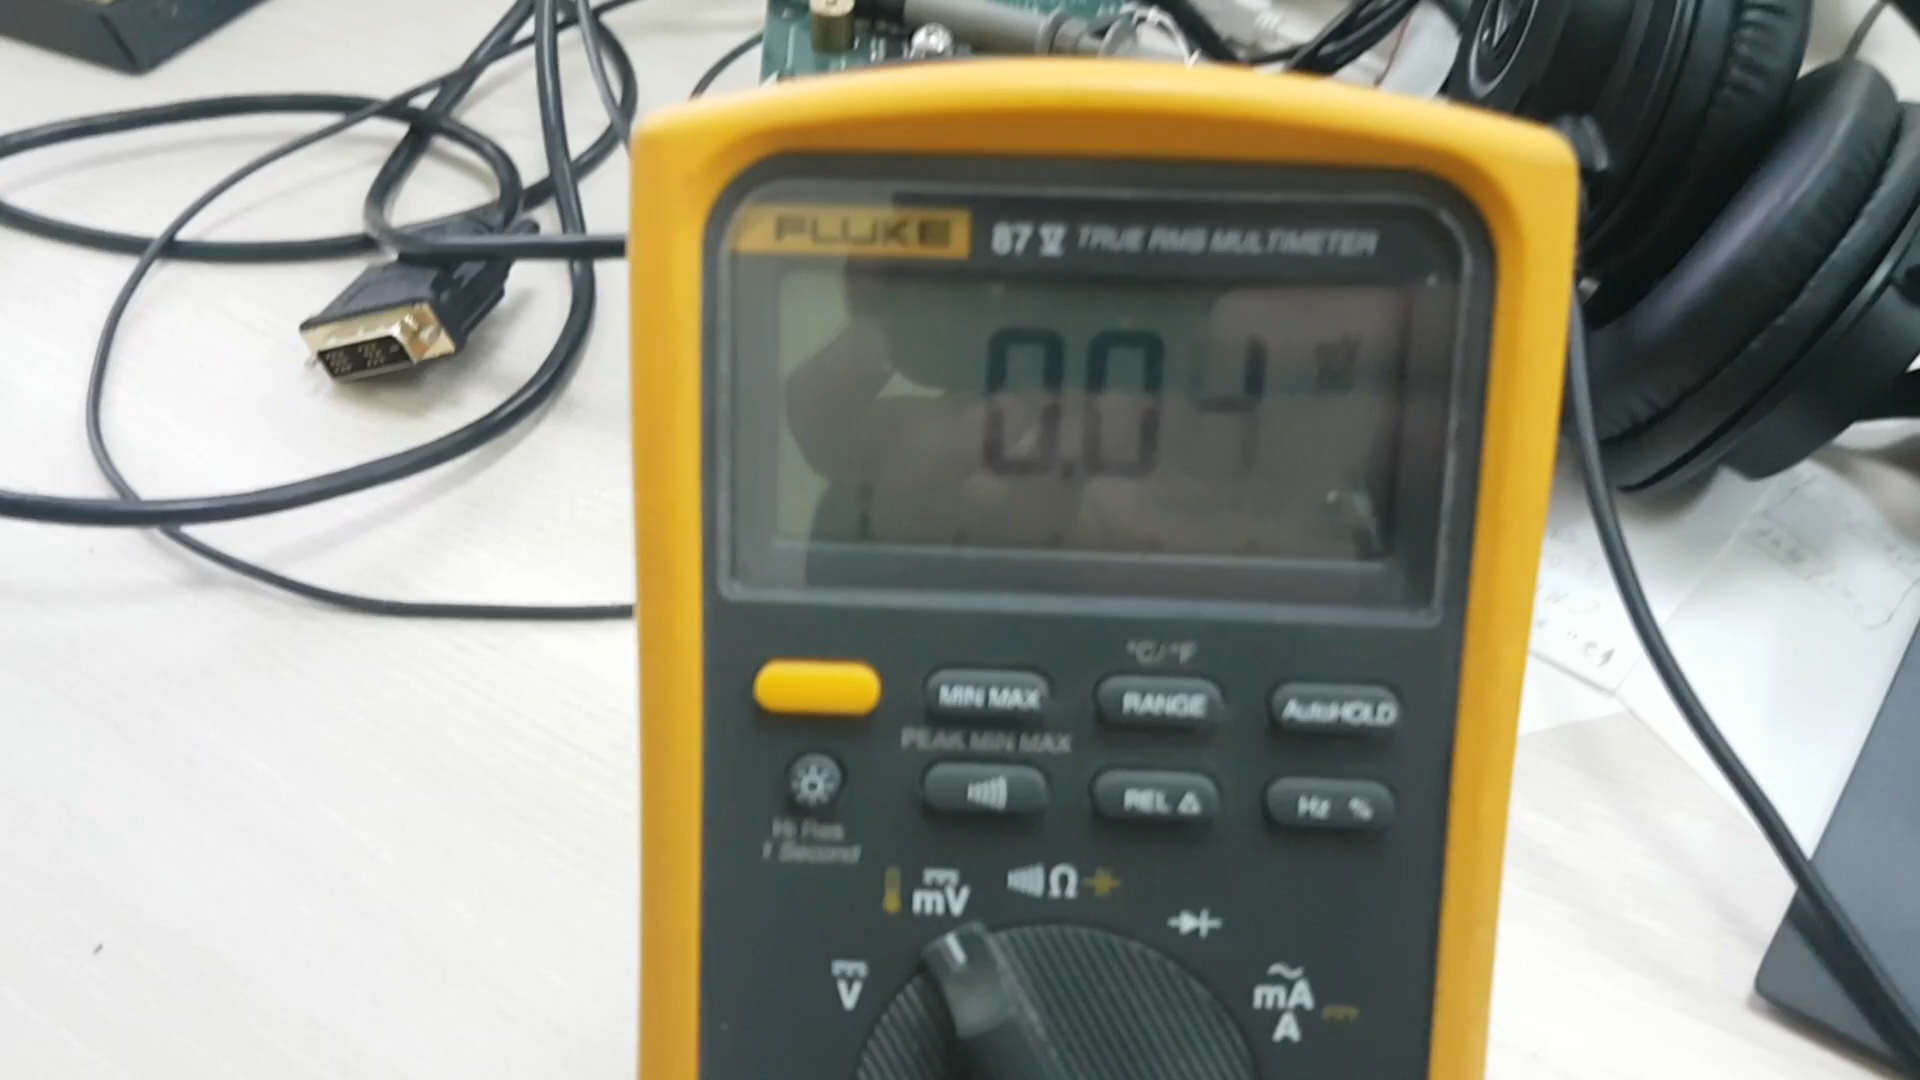 FLUKE 87 V TRUE RMS MULTIMETER
0.04 mV
°C/°F
MIN MAX RANGE AutoHOLD
PEAK MIN MAX
REL Δ Hz %
Hi Res
1 Second
mV Ω
V mA
A